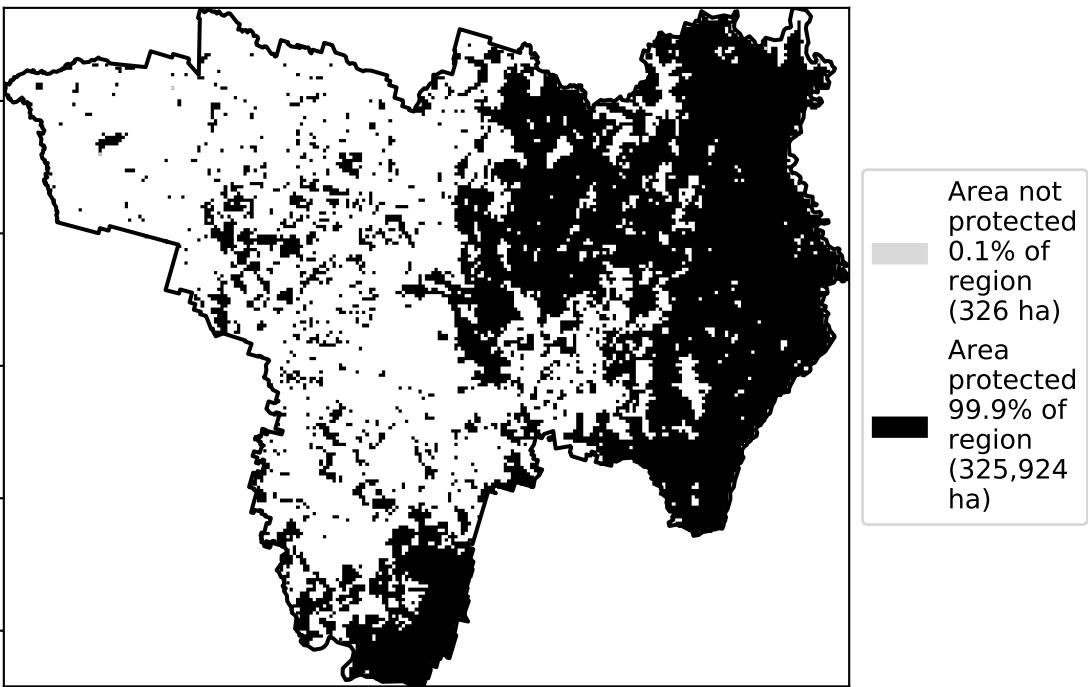 Area not
protected
0.1% of
region
(326 ha)
Area
protected
99.9% of
region
(325,924
ha)